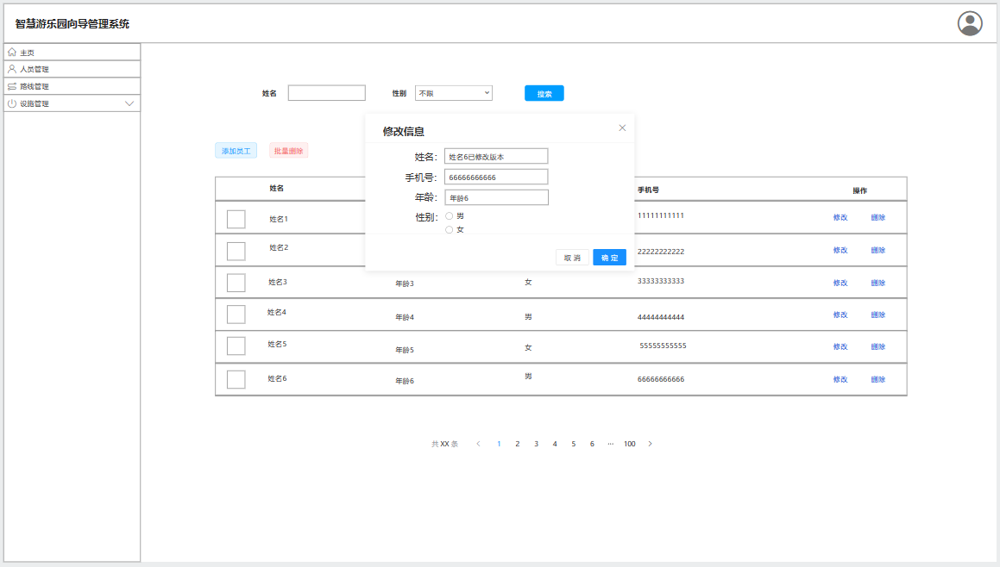 智慧游乐园向导管理系统
主页
人员管理
路线管理
设施管理
姓名 性别 不限 搜索
添加员工 批量删除
修改信息
姓名: 姓名6已修改版本
手机号: 66666666666
年龄: 年龄6
性别: 男
女
取 消 确 定
姓名 手机号 操作
姓名1 11111111111 修改 删除
姓名2 22222222222 修改 删除
姓名3 年龄3 女 33333333333 修改 删除
姓名4 年龄4 男 44444444444 修改 删除
姓名5 年龄5 女 55555555555 修改 删除
姓名6 年龄6 男 66666666666 修改 删除
共 XX 条 1 2 3 4 5 6 ··· 100